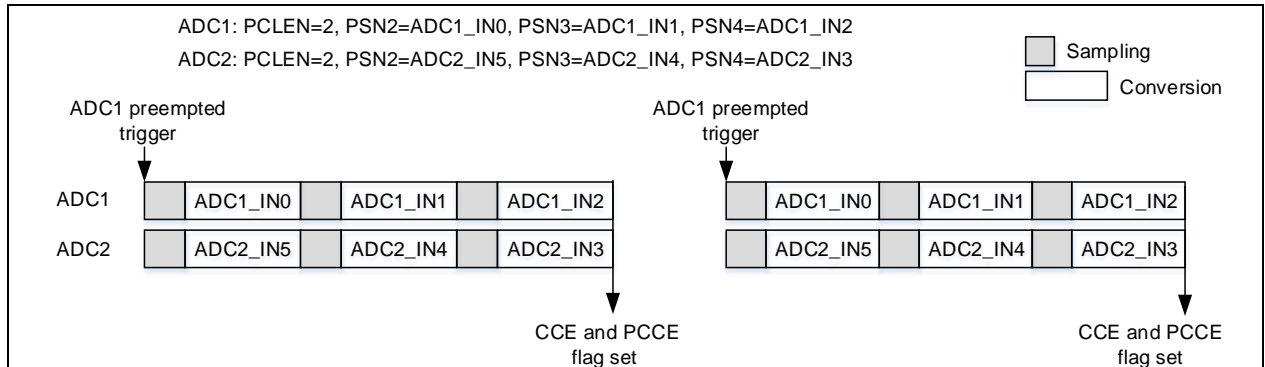 ADC1: PCLEN=2, PSN2=ADC1_IN0, PSN3=ADC1_IN1, PSN4=ADC1_IN2
ADC2: PCLEN=2, PSN2=ADC2_IN5, PSN3=ADC2_IN4, PSN4=ADC2_IN3
Sampling
Conversion
ADC1 preempted
trigger
ADC1 preempted
trigger
ADC1 ADC1_IN0 ADC1_IN1 ADC1_IN2 ADC1_IN0 ADC1_IN1 ADC1_IN2
ADC2 ADC2_IN5 ADC2_IN4 ADC2_IN3 ADC2_IN5 ADC2_IN4 ADC2_IN3
CCE and PCCE
flag set
CCE and PCCE
flag set